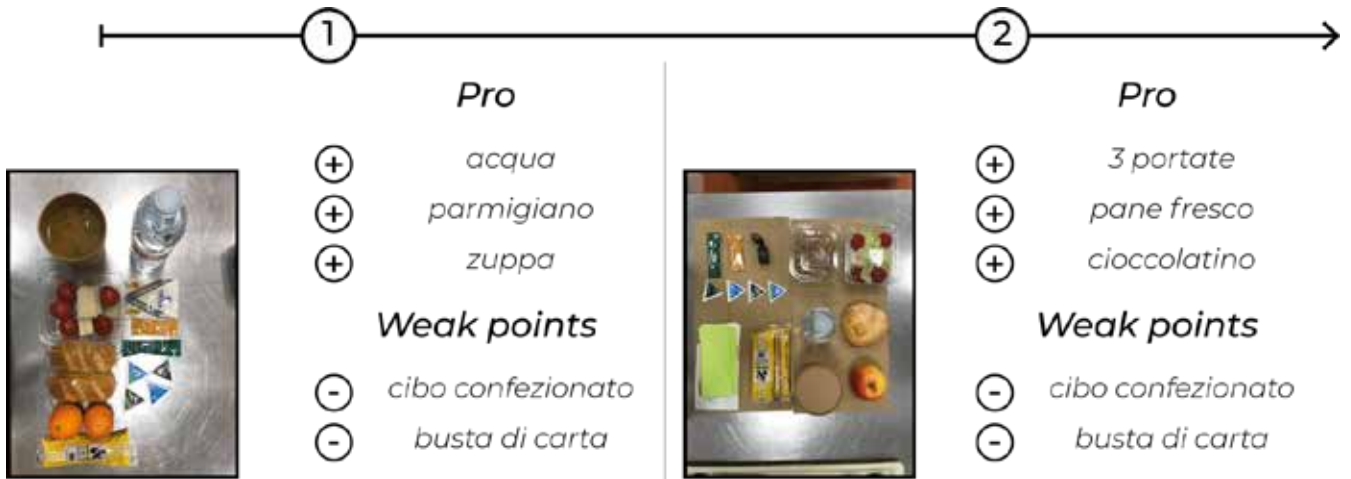 1
2
Pro
+ acqua
+ parmigiano
+ zuppa
Weak points
- cibo confezionato
- busta di carta
Pro
+ 3 portate
+ pane fresco
+ cioccolatino
Weak points
- cibo confezionato
- busta di carta